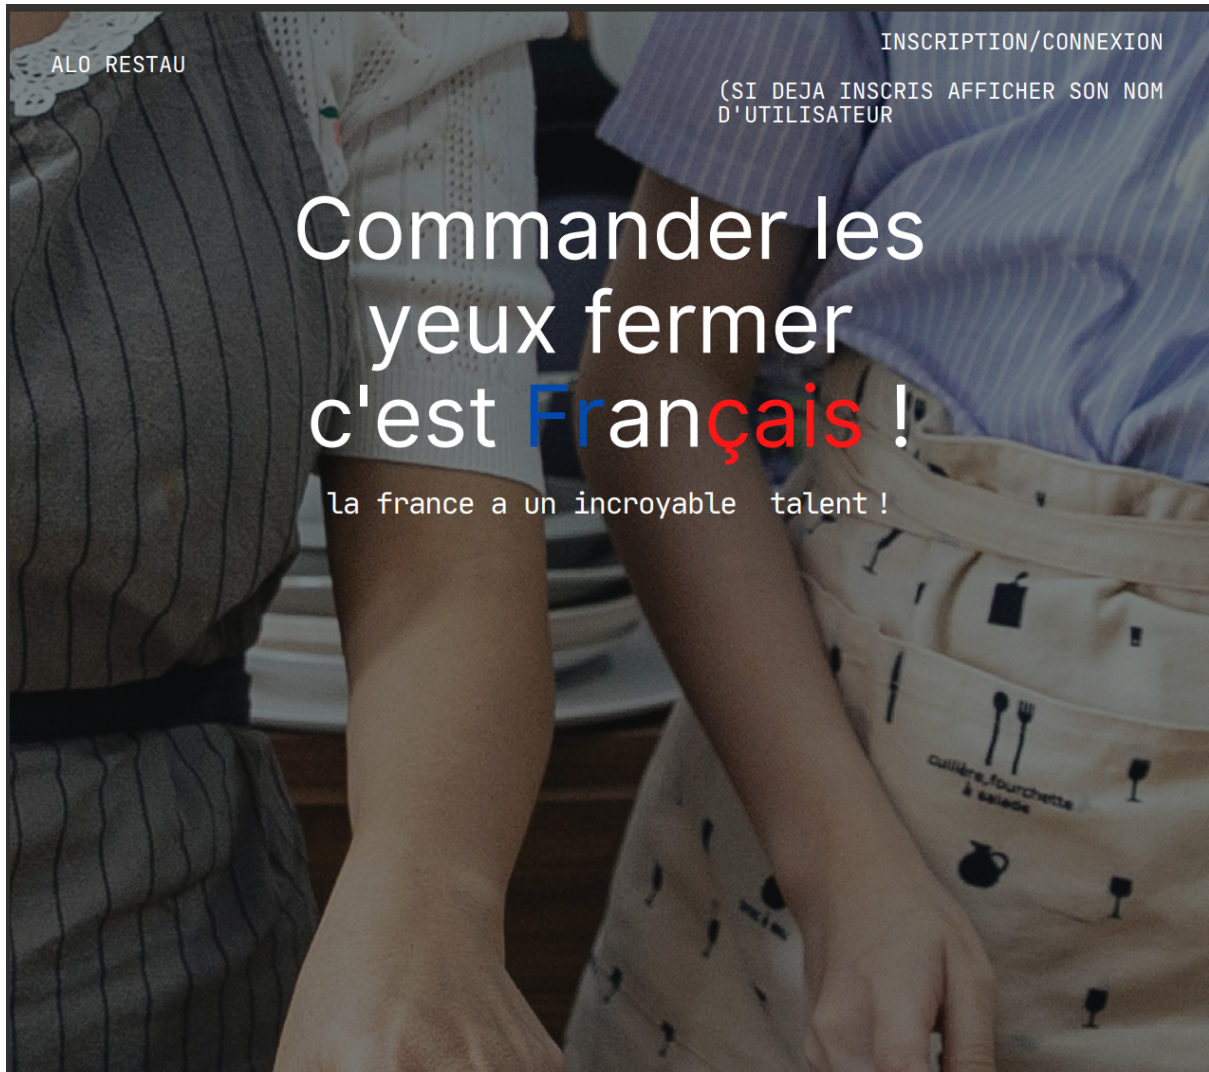 ALO RESTAU
INSCRIPTION/CONNEXION
(SI DEJA INSCRIS AFFICHER SON NOM
D'UTILISATEUR
Commander les
yeux fermer
c'est Français !
la france a un incroyable talent !
cuillère,fourchette
à salade